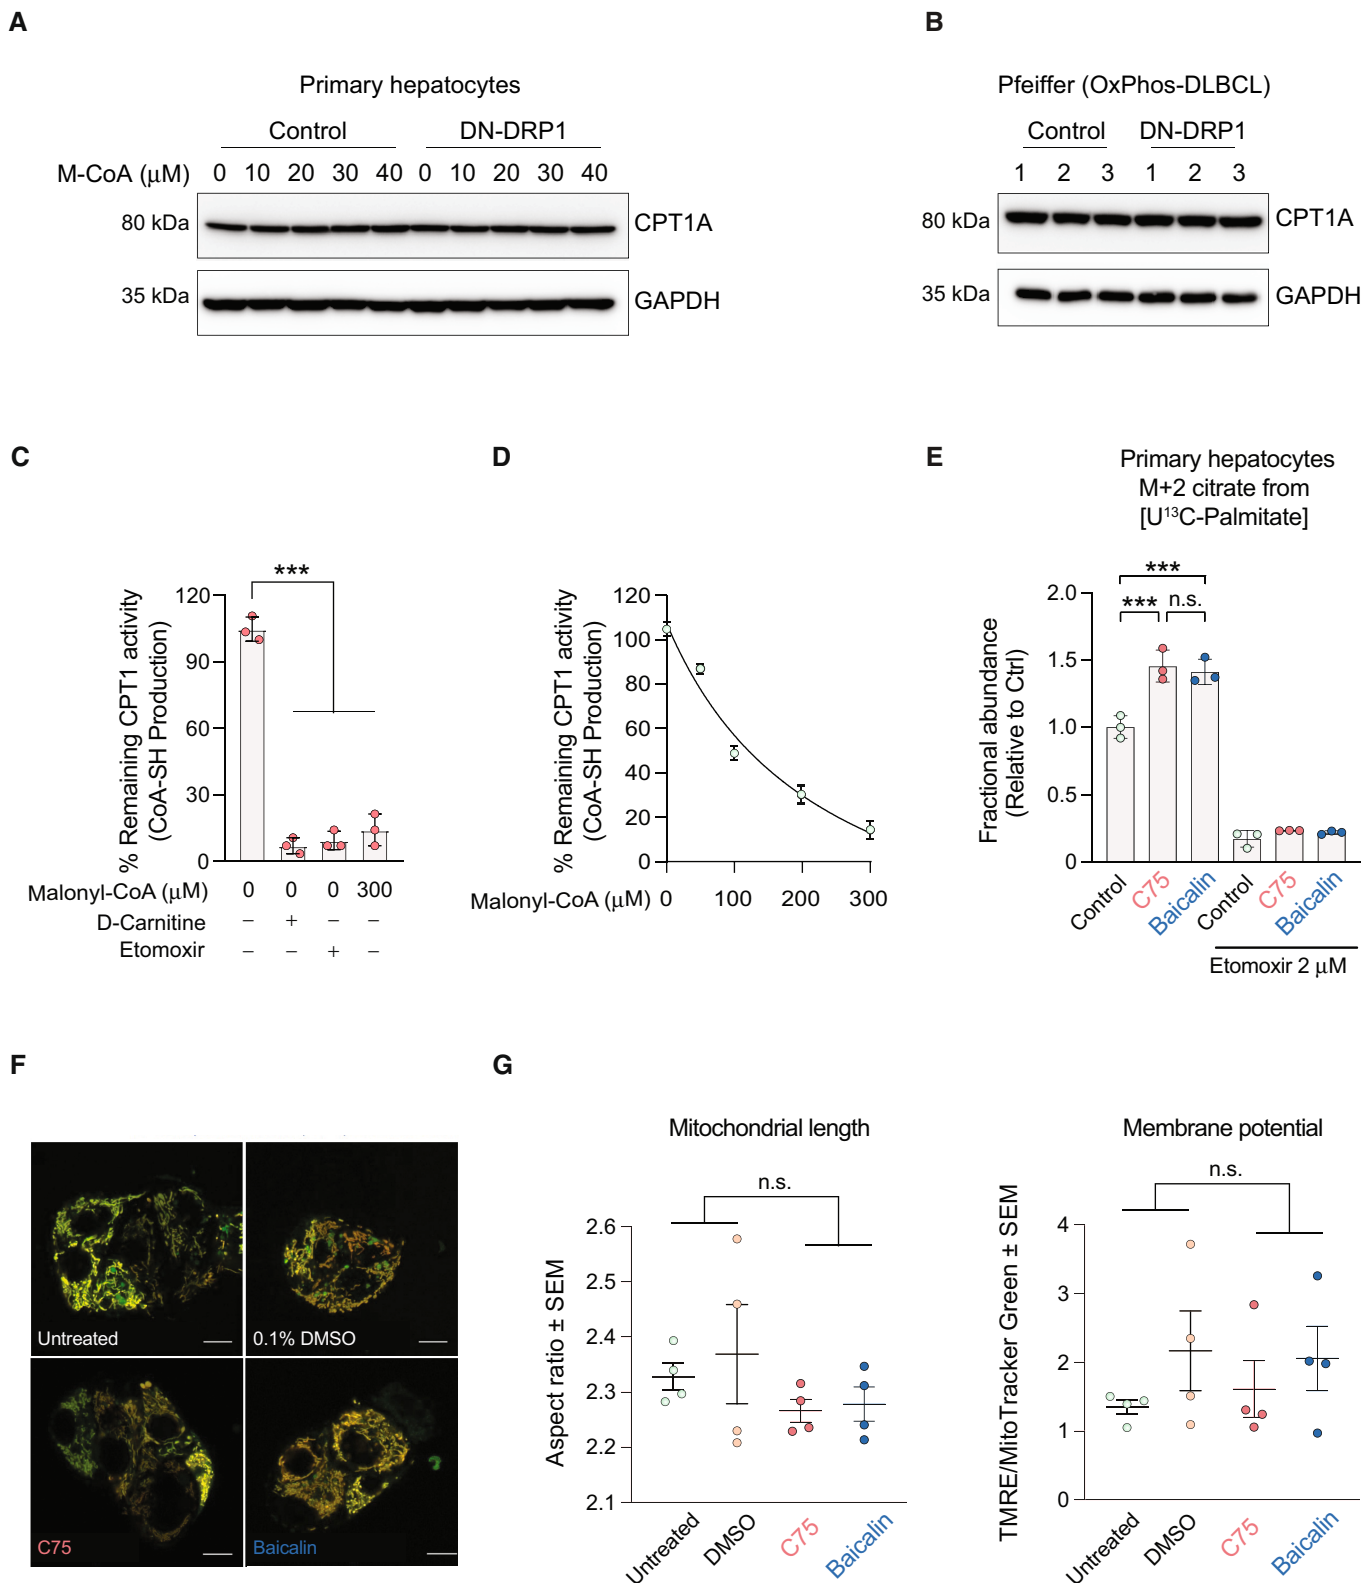 A
Primary hepatocytes
Control DN-DRP1
M-CoA (μM) 0 10 20 30 40 0 10 20 30 40
80 kDa CPT1A
35 kDa GAPDH
B
Pfeiffer (OxPhos-DLBCL)
Control DN-DRP1
1 2 3 1 2 3
80 kDa CPT1A
35 kDa GAPDH
C
% Remaining CPT1 activity
(CoA-SH Production)
120
90
60
30
0
***
Malonyl-CoA (μM) 0 0 0 300
D-Carnitine – + – –
Etomoxir – – + –
D
% Remaining CPT1 activity
(CoA-SH Production)
120
100
80
60
40
20
0
Malonyl-CoA (μM) 0 100 200 300
E
Primary hepatocytes
M+2 citrate from
[U¹³C-Palmitate]
Fractional abundance
(Relative to Ctrl)
2.0
1.5
1.0
0.5
0
***
*** n.s.
Control C75 Baicalin Control C75 Baicalin
Etomoxir 2 μM
F
Untreated
0.1% DMSO
C75
Baicalin
G
Mitochondrial length
n.s.
Aspect ratio ± SEM
2.6
2.5
2.4
2.3
2.2
2.1
Untreated DMSO C75 Baicalin
Membrane potential
n.s.
TMRE/MitoTracker Green ± SEM
4
3
2
1
0
Untreated DMSO C75 Baicalin